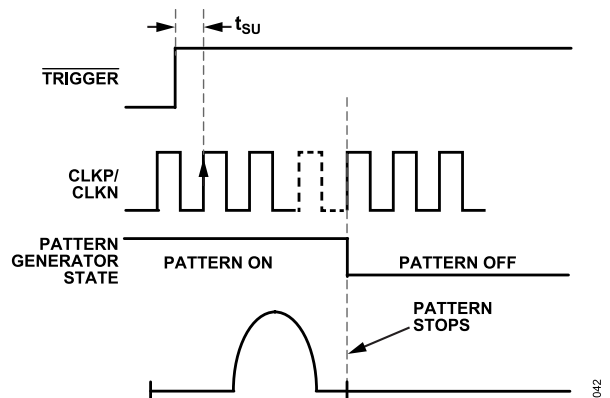 tSU
TRIGGER
CLKP/
CLKN
PATTERN
GENERATOR
STATE
PATTERN ON
PATTERN OFF
PATTERN
STOPS
042